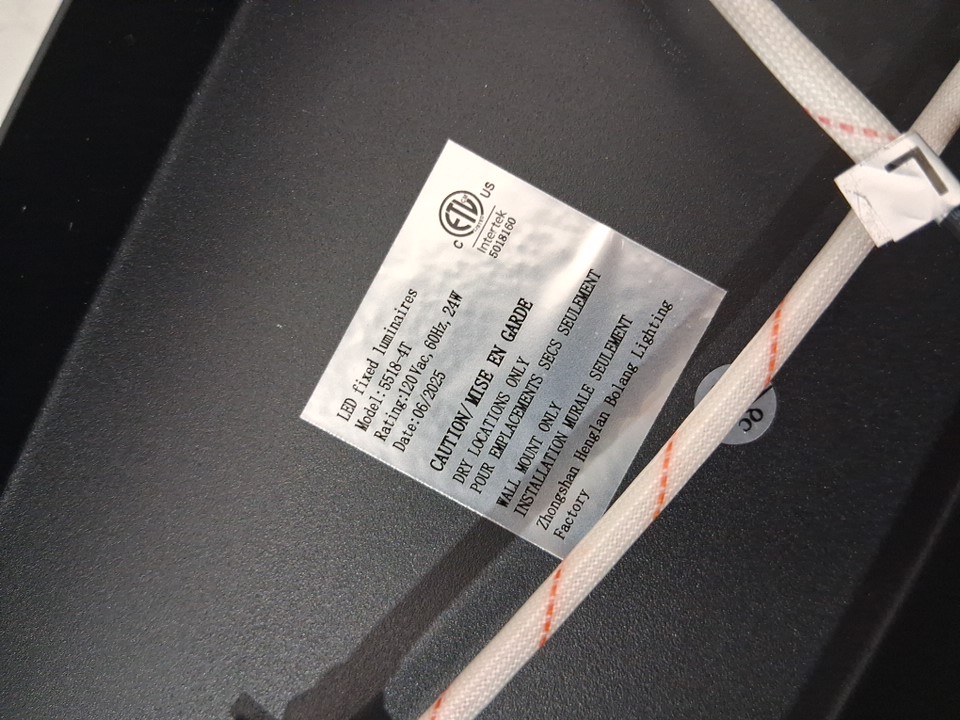 C ETL US
Intertek
5018160
LED fixed luminaires
Model:5518-4T
Rating:120Vac, 60Hz, 24W
Date:06/2025
CAUTION/MISE EN GARDE
DRY LOCATIONS ONLY
POUR EMPLACEMENTS SECS SEULEMENT
WALL MOUNT ONLY
INSTALLATION MURALE SEULEMENT
Zhongshan Henglan Bolang Lighting
Factory
QC